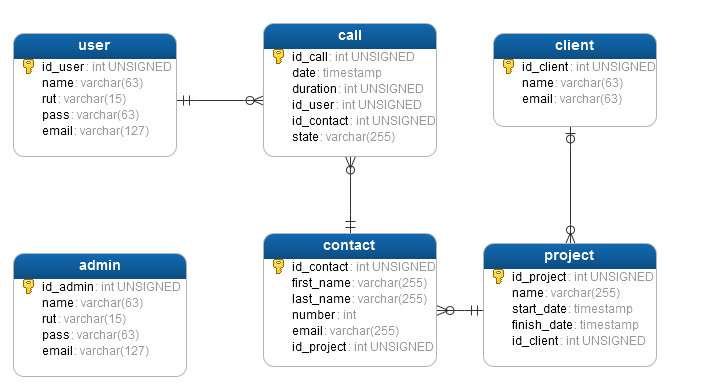 user
id_user: int UNSIGNED
name: varchar(63)
rut: varchar(15)
pass: varchar(63)
email: varchar(127)
call
id_call: int UNSIGNED
date: timestamp
duration: int UNSIGNED
id_user: int UNSIGNED
id_contact: int UNSIGNED
state: varchar(255)
client
id_client: int UNSIGNED
name: varchar(63)
email: varchar(63)
admin
id_admin: int UNSIGNED
name: varchar(63)
rut: varchar(15)
pass: varchar(63)
email: varchar(127)
contact
id_contact: int UNSIGNED
first_name: varchar(255)
last_name: varchar(255)
number: int
email: varchar(255)
id_project: int UNSIGNED
project
id_project: int UNSIGNED
name: varchar(255)
start_date: timestamp
finish_date: timestamp
id_client: int UNSIGNED